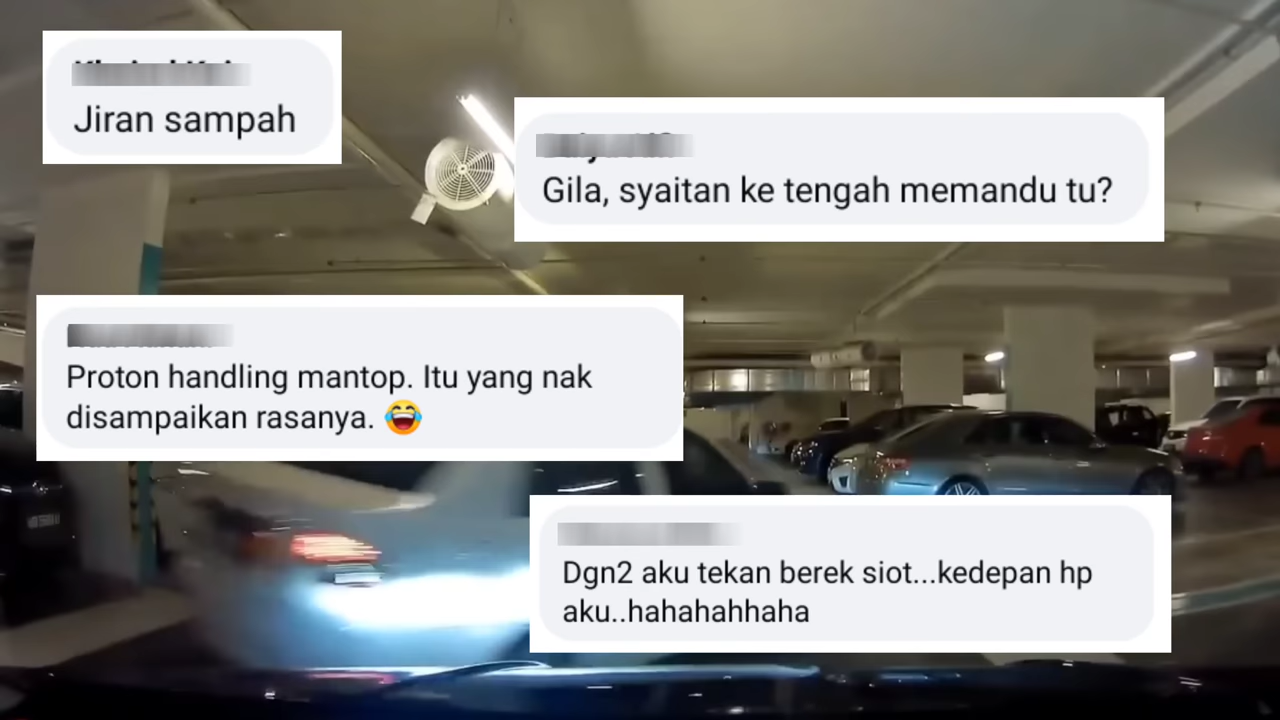 Jiran sampah
Gila, syaitan ke tengah memandu tu?
Proton handling mantop. Itu yang nak
disampaikan rasanya. 😂
Dgn2 aku tekan berek siot...kedepan hp
aku..hahahahhaha